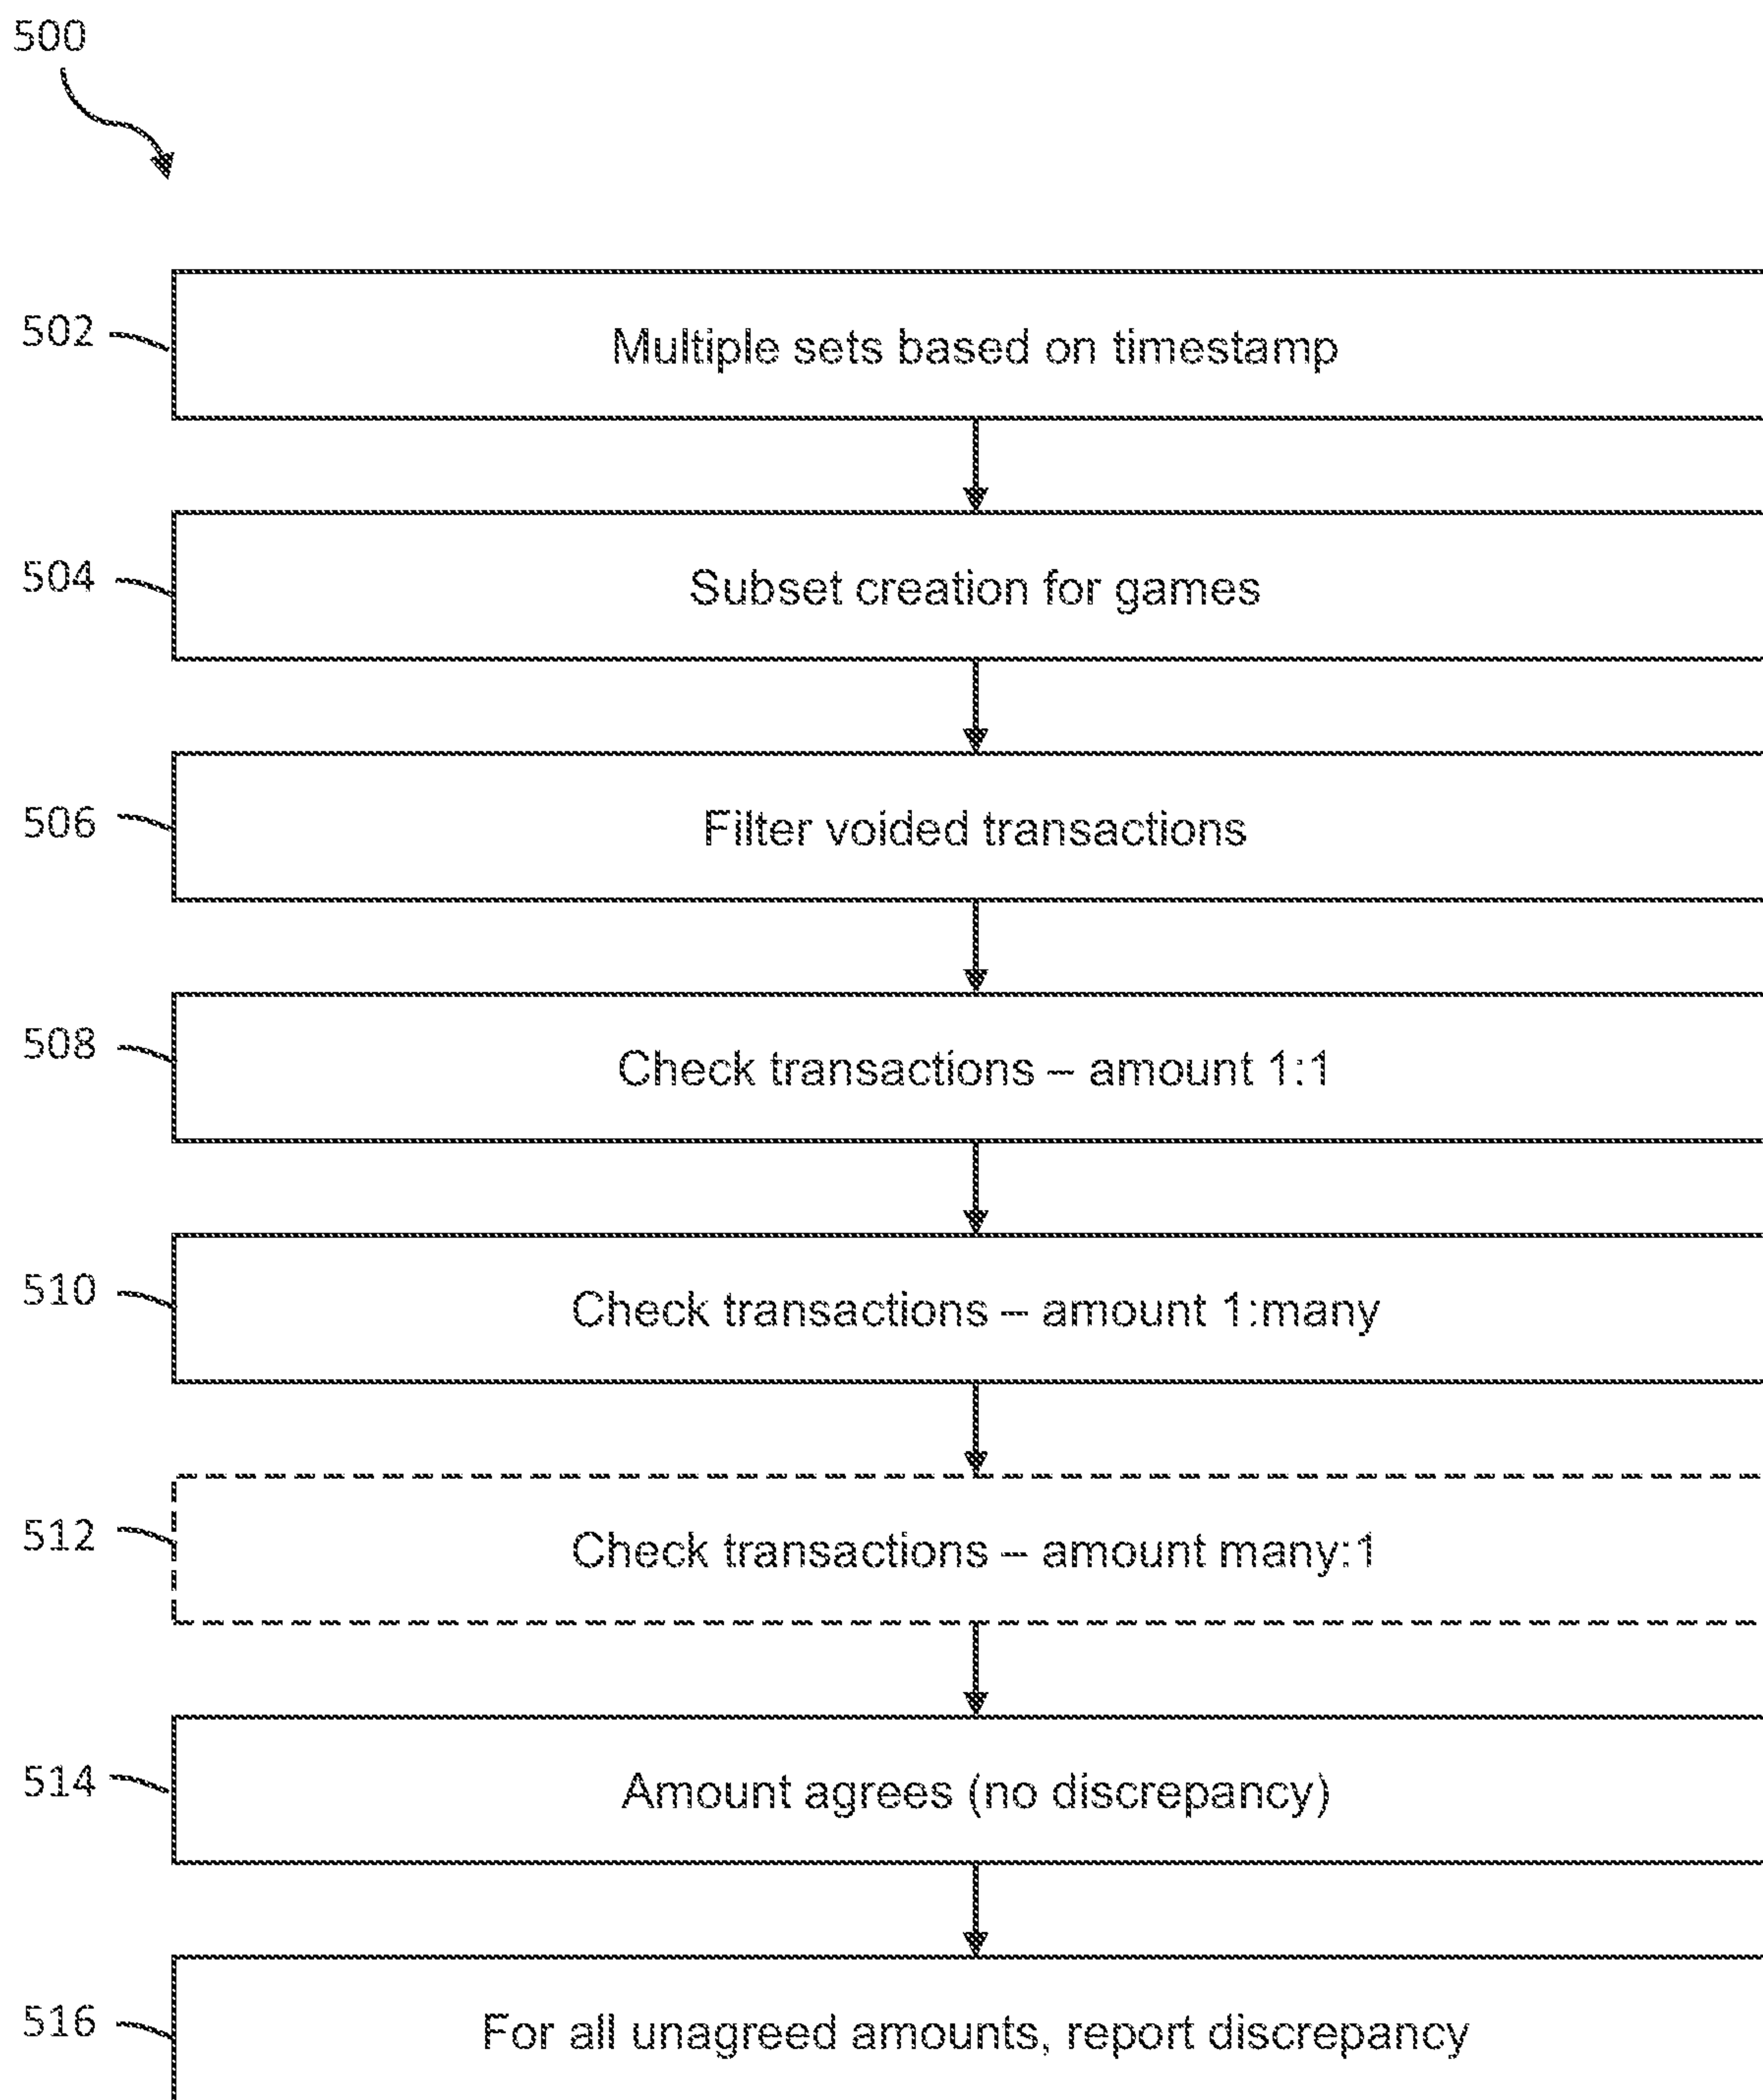 500
502 Multiple sets based on timestamp
504 Subset creation for games
506 Filter voided transactions
508 Check transactions – amount 1:1
510 Check transactions – amount 1:many
512 Check transactions – amount many:1
514 Amount agrees (no discrepancy)
516 For all unagreed amounts, report discrepancy